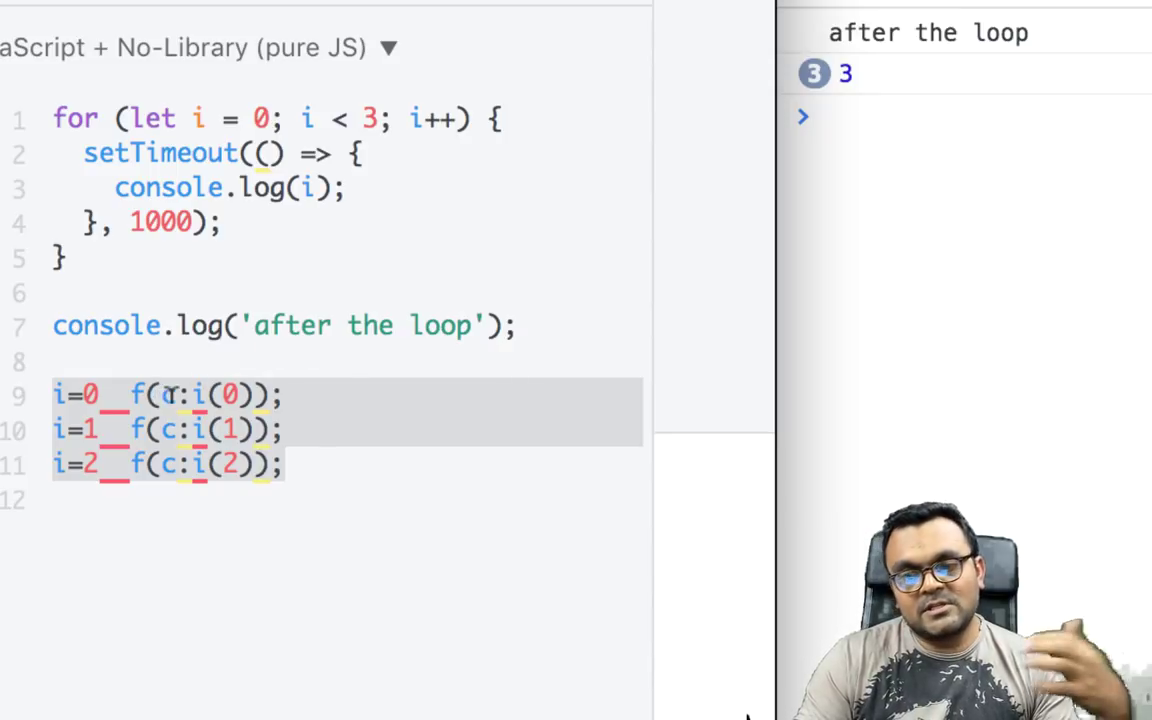 aScript + No-Library (pure JS) ▼
1 for (let i = 0; i < 3; i++) {
2 setTimeout(() => {
3 console.log(i);
4 }, 1000);
5 }
6
7 console.log('after the loop');
8
9 i=0 f(c:i(0));
10 i=1 f(c:i(1));
11 i=2 f(c:i(2));
12
after the loop
3 3
>